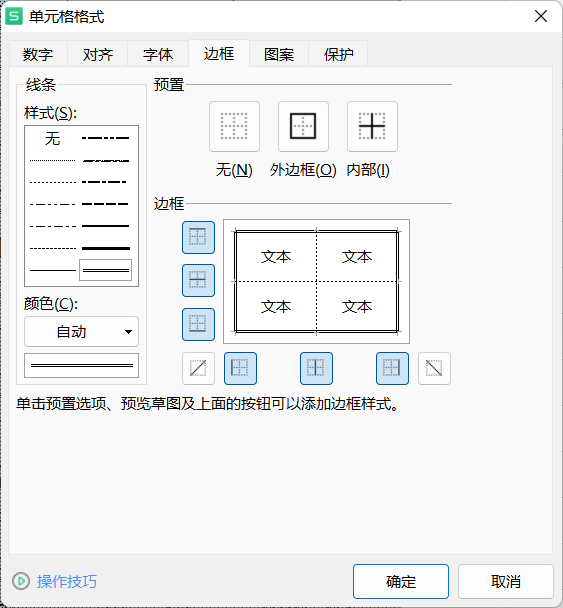 S 单元格格式
数字 对齐 字体 边框 图案 保护
线条
样式(S):
无
颜色(C):
自动
预置
无(N) 外边框(O) 内部(I)
边框
文本 文本
文本 文本
单击预置选项、预览草图及上面的按钮可以添加边框样式。
操作技巧
确定 取消